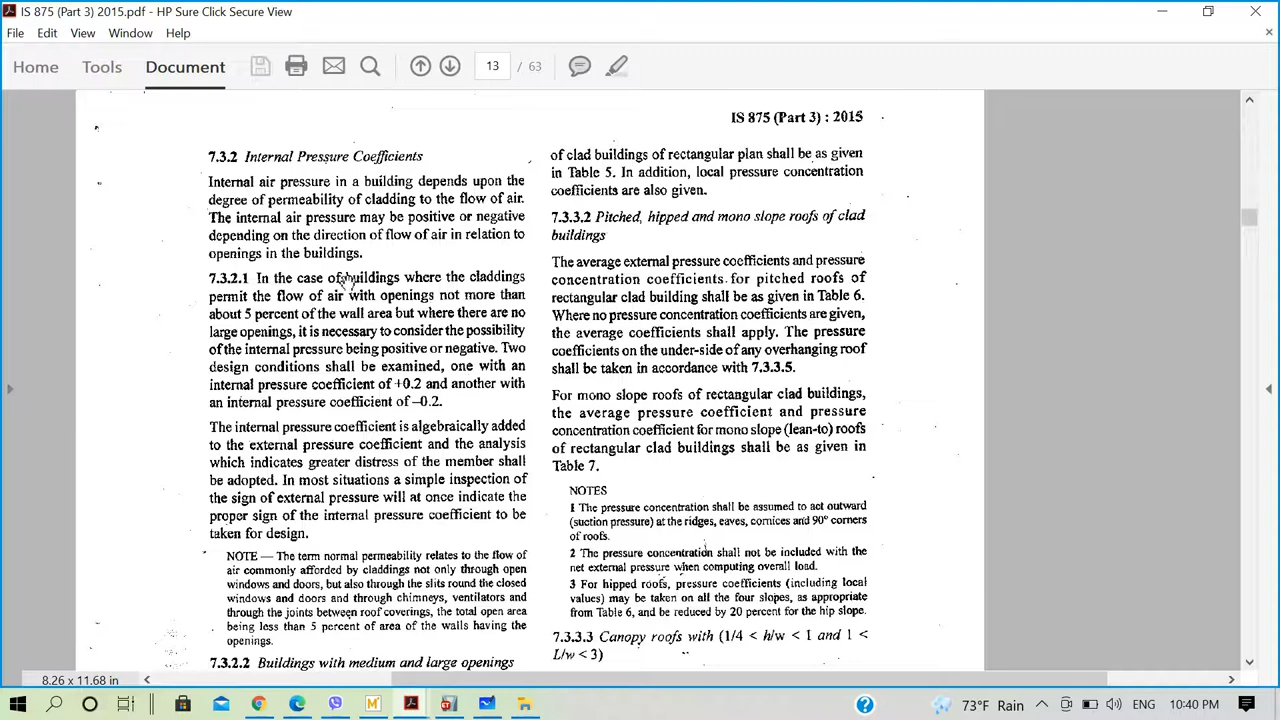 IS 875 (Part 3) 2015.pdf - HP Sure Click Secure View
File Edit View Window Help
Home Tools Document 13 / 63
IS 875 (Part 3) : 2015
7.3.2 Internal Pressure Coefficients
Internal air pressure in a building depends upon the
degree of permeability of cladding to the flow of air.
The internal air pressure may be positive or negative
depending on the direction of flow of air in relation to
openings in the buildings.
7.3.2.1 In the case of buildings where the claddings
permit the flow of air with openings not more than
about 5 percent of the wall area but where there are no
large openings, it is necessary to consider the possibility
of the internal pressure being positive or negative. Two
design conditions shall be examined, one with an
internal pressure coefficient of +0.2 and another with
an internal pressure coefficient of –0.2.
The internal pressure coefficient is algebraically added
to the external pressure coefficient and the analysis
which indicates greater distress of the member shall
be adopted. In most situations a simple inspection of
the sign of external pressure will at once indicate the
proper sign of the internal pressure coefficient to be
taken for design.
NOTE — The term normal permeability relates to the flow of
air commonly afforded by claddings not only through open
windows and doors, but also through the slits round the closed
windows and doors and through chimneys, ventilators and
through the joints between roof coverings, the total open area
being less than 5 percent of area of the walls having the
openings.
7.3.2.2 Buildings with medium and large openings
of clad buildings of rectangular plan shall be as given
in Table 5. In addition, local pressure concentration
coefficients are also given.
7.3.3.2 Pitched, hipped and mono slope roofs of clad
buildings
The average external pressure coefficients and pressure
concentration coefficients for pitched roofs of
rectangular clad building shall be as given in Table 6.
Where no pressure concentration coefficients are given,
the average coefficients shall apply. The pressure
coefficients on the under-side of any overhanging roof
shall be taken in accordance with 7.3.3.5.
For mono slope roofs of rectangular clad buildings,
the average pressure coefficient and pressure
concentration coefficient for mono slope (lean-to) roofs
of rectangular clad buildings shall be as given in
Table 7.
NOTES
1 The pressure concentration shall be assumed to act outward
(suction pressure) at the ridges, eaves, cornices and 90° corners
of roofs.
2 The pressure concentration shall not be included with the
net external pressure when computing overall load.
3 For hipped roofs, pressure coefficients (including local
values) may be taken on all the four slopes, as appropriate
from Table 6, and be reduced by 20 percent for the hip slope.
7.3.3.3 Canopy roofs with (1/4 < h/w < 1 and 1 <
L/w < 3)
8.26 x 11.68 in
73°F Rain ENG 10:40 PM